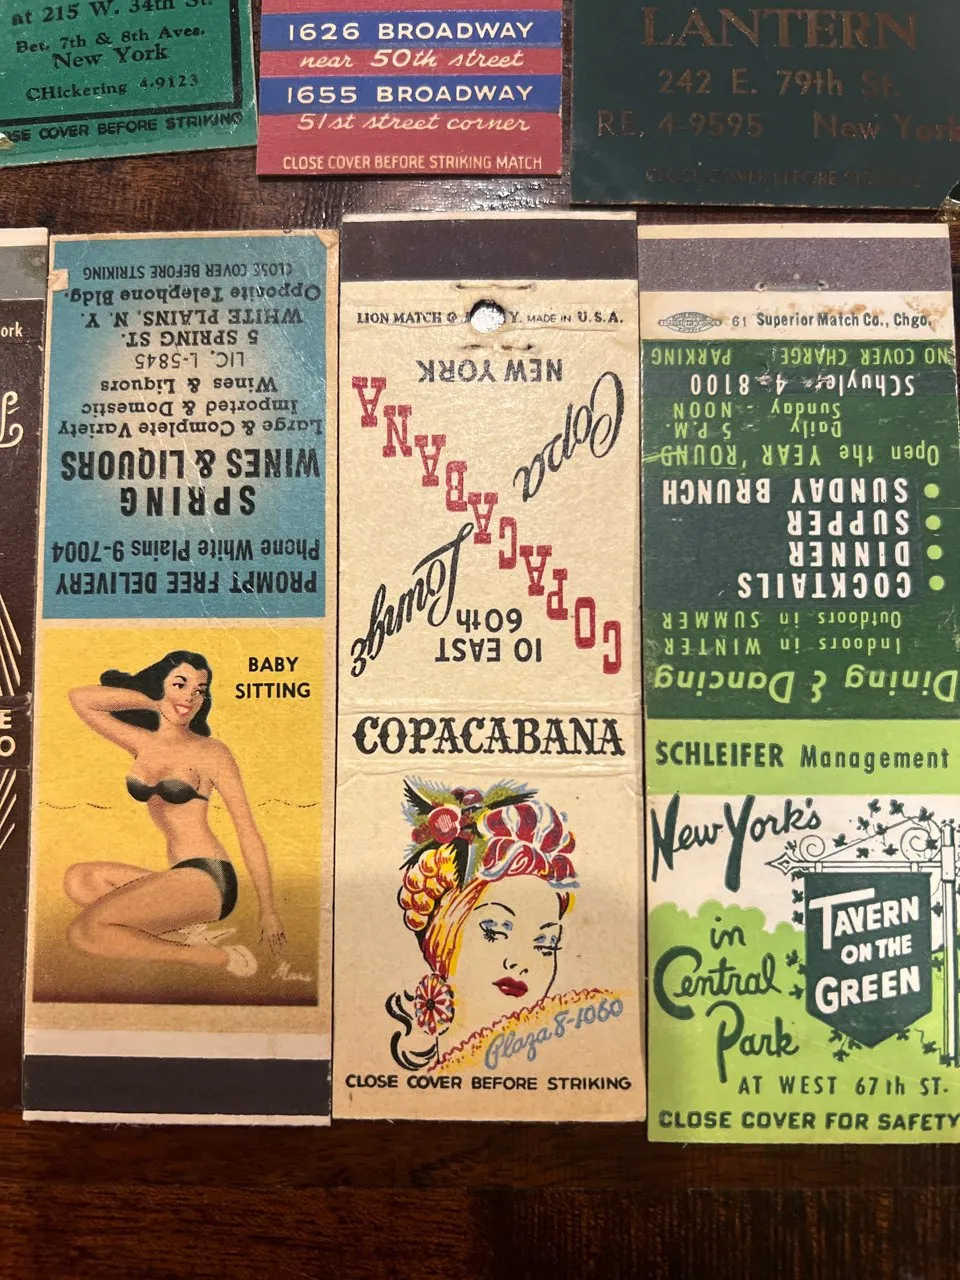 at 215 W. 34th St.
Bet. 7th & 8th Aves.
New York
CHickering 4-9123
SE COVER BEFORE STRIKING
1626 BROADWAY
near 50th street
1655 BROADWAY
51st street corner
CLOSE COVER BEFORE STRIKING MATCH
LANTERN
242 E. 79th St.
RE 4-9595 New York
CLOSE COVER BEFORE STRIKING
ork
E
O
CLOSE COVER BEFORE STRIKING
Opposite Telephone Bldg.
WHITE PLAINS, N. Y.
5 SPRING ST.
LIC. L-5845
Wines & Liquors
Imported & Domestic
Large & Complete Variety
WINES & LIQUORS
SPRING
Phone White Plains 9-7004
PROMPT FREE DELIVERY
BABY
SITTING
Marc
LION MATCH Y. MADE IN U.S.A.
NEW YORK
Copa
COPACABANA
Lounge
60th
10 EAST
COPACABANA
Plaza 8-1060
CLOSE COVER BEFORE STRIKING
61 Superior Match Co., Chgo.
NO COVER CHARGE PARKING
SChuyler 4-8100
Sunday - NOON
Daily 5 P.M.
Open the YEAR 'ROUND
• SUNDAY BRUNCH
• SUPPER
• DINNER
• COCKTAILS
Outdoors in SUMMER
Indoors in WINTER
Dining & Dancing
SCHLEIFER Management
New York's
TAVERN
ON THE
GREEN
in
Central
Park
AT WEST 67th ST.
CLOSE COVER FOR SAFETY